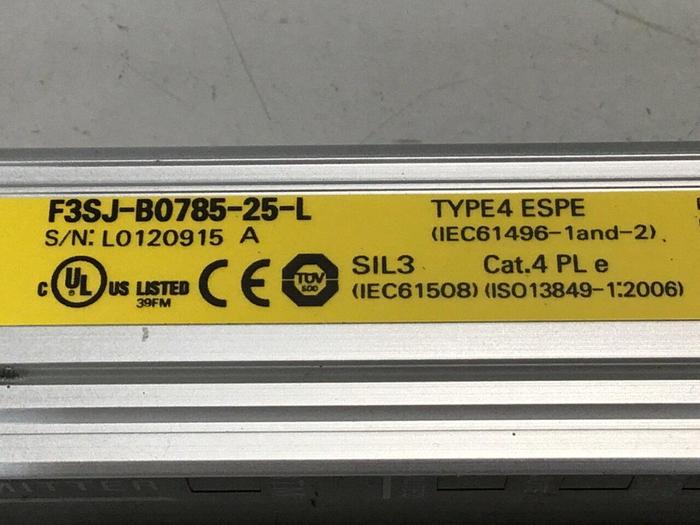 F3SJ-B0785-25-L
S/N: L0120915 A
C UL US LISTED
39FM
CE
TÜV
SÜD
TYPE4 ESPE
(IEC61496-1and-2)
SIL3
(IEC61508)
Cat.4 PL e
(ISO13849-1:2006)